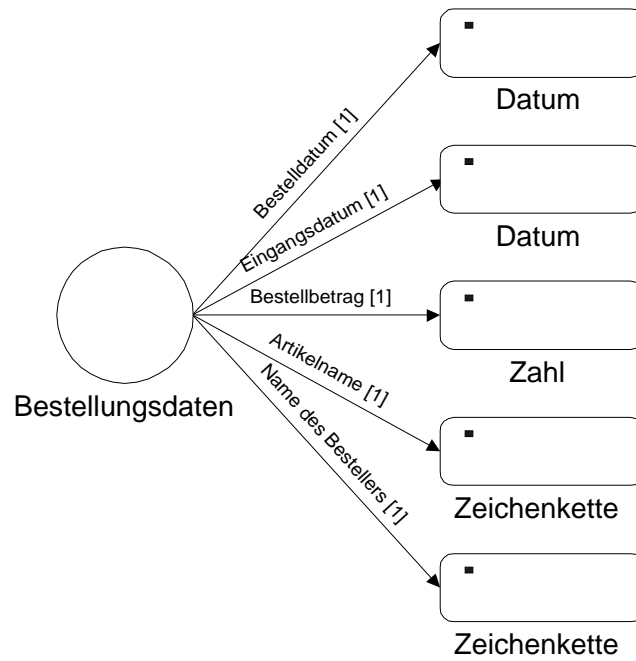 Datum
Bestelldatum [1]
Datum
Eingangsdatum [1]
Bestellbetrag [1]
Zahl
Bestellungsdaten
Artikelname [1]
Zeichenkette
Name des Bestellers [1]
Zeichenkette